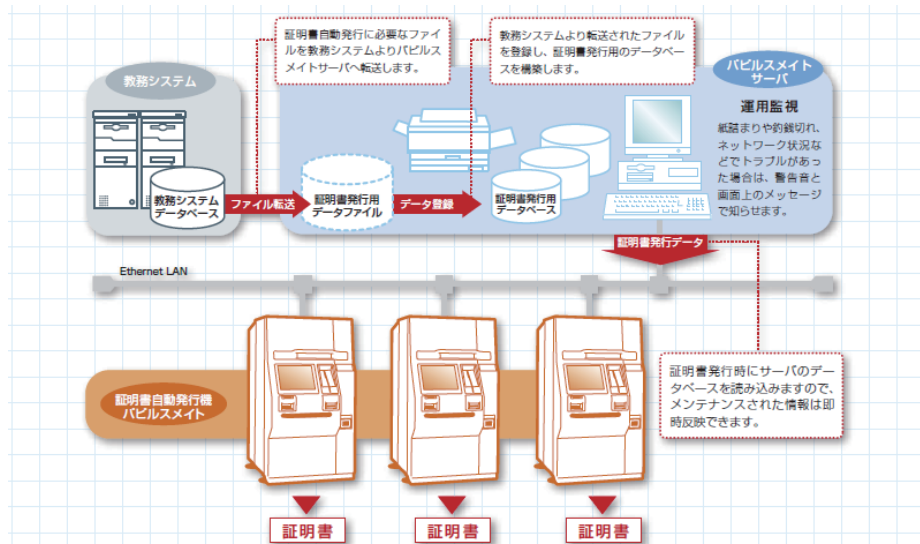 証明書自動発行に必要なファイル
を教務システムよりパピルス
メイトサーバへ転送します。
教務システムより転送されたファイル
を登録し、証明書発行用のデータベース
を構築します。
教務システム
パピルスメイト
サーバ
運用監視
紙詰まりや釣銭切れ、
ネットワーク状況な
どでトラブルがあっ
た場合は、警告音と
画面上のメッセージ
で知らせます。
教務システム
データベース
ファイル転送
証明書発行用
データファイル
データ登録
証明書発行用
データベース
証明書発行データ
Ethernet LAN
証明書自動発行機
パピルスメイト
証明書発行時にサーバのデー
タベースを読み込みますので、
メンテナンスされた情報は即
時反映できます。
証明書
証明書
証明書